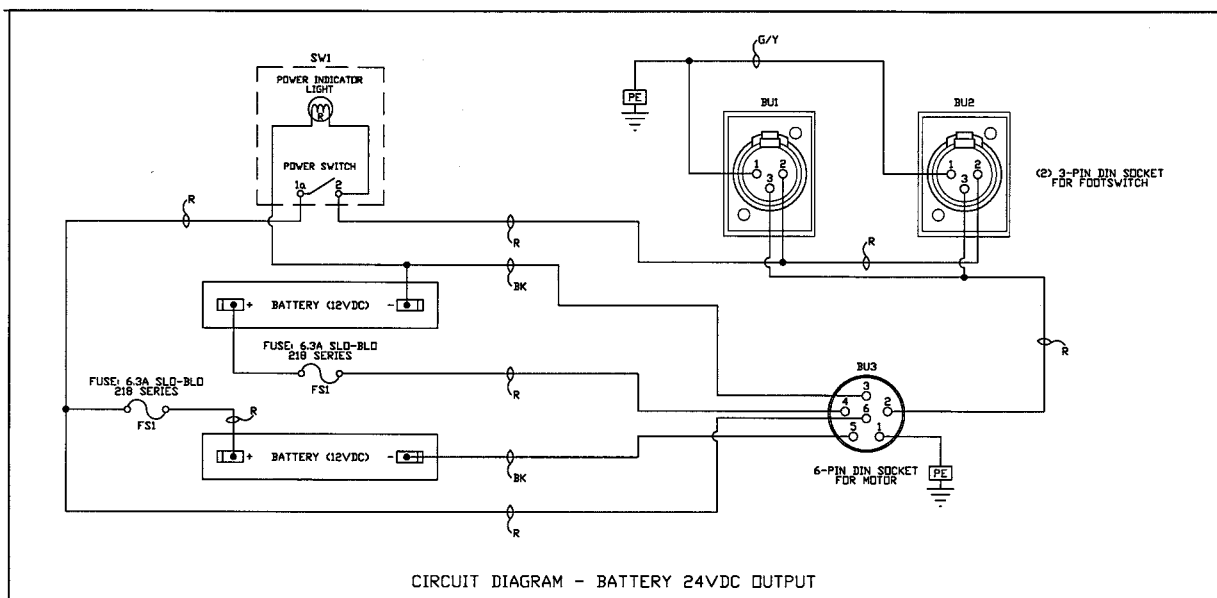 G/Y
SW1
POWER INDICATOR
LIGHT
R
PE
BU1
BU2
POWER SWITCH
1a
2
1
2
3
1
2
3
(2) 3-PIN DIN SOCKET
FOR FOOTSWITCH
R
R
R
BK
+
BATTERY (12VDC)
-
R
FUSE: 6.3A SLO-BLO
218 SERIES
FS1
R
BU3
FUSE: 6.3A SLO-BLO
218 SERIES
FS1
R
3
4
6
2
5
1
+
BATTERY (12VDC)
-
BK
6-PIN DIN SOCKET
FOR MOTOR
PE
R
CIRCUIT DIAGRAM - BATTERY 24VDC OUTPUT